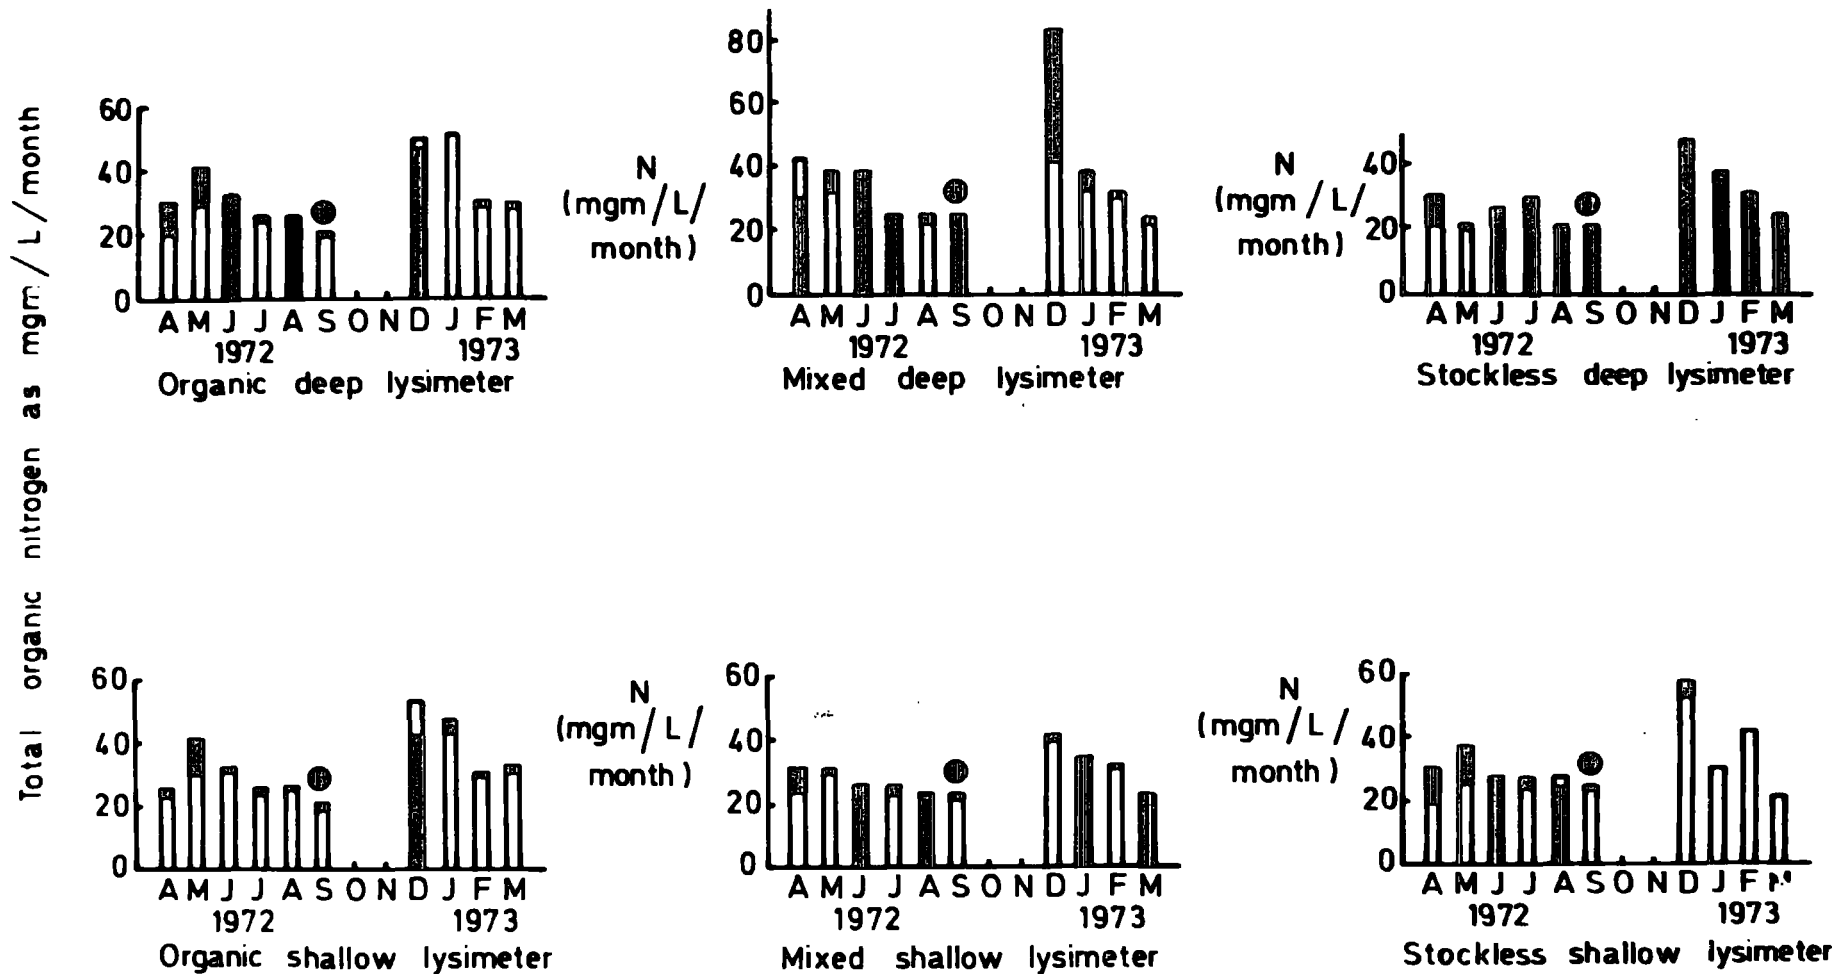 Total organic nitrogen as mgm / L / month
60
40
20
0
A M J J A S O N D J F M
1972 1973
Organic deep lysimeter
N
(mgm/L/
month)
80
60
40
20
0
A M J J A S O N D J F M
1972 1973
Mixed deep lysimeter
N
(mgm/L/
month)
40
20
0
A M J J A S O N D J F M
1972 1973
Stockless deep lysimeter
60
40
20
0
A M J J A S O N D J F M
1972 1973
Organic shallow lysimeter
N
(mgm/L/
month)
60
40
20
0
A M J J A S O N D J F M
1972 1973
Mixed shallow lysimeter
N
(mgm/L/
month)
60
40
20
0
A M J J A S O N D J F M
1972 1973
Stockless shallow lysimeter